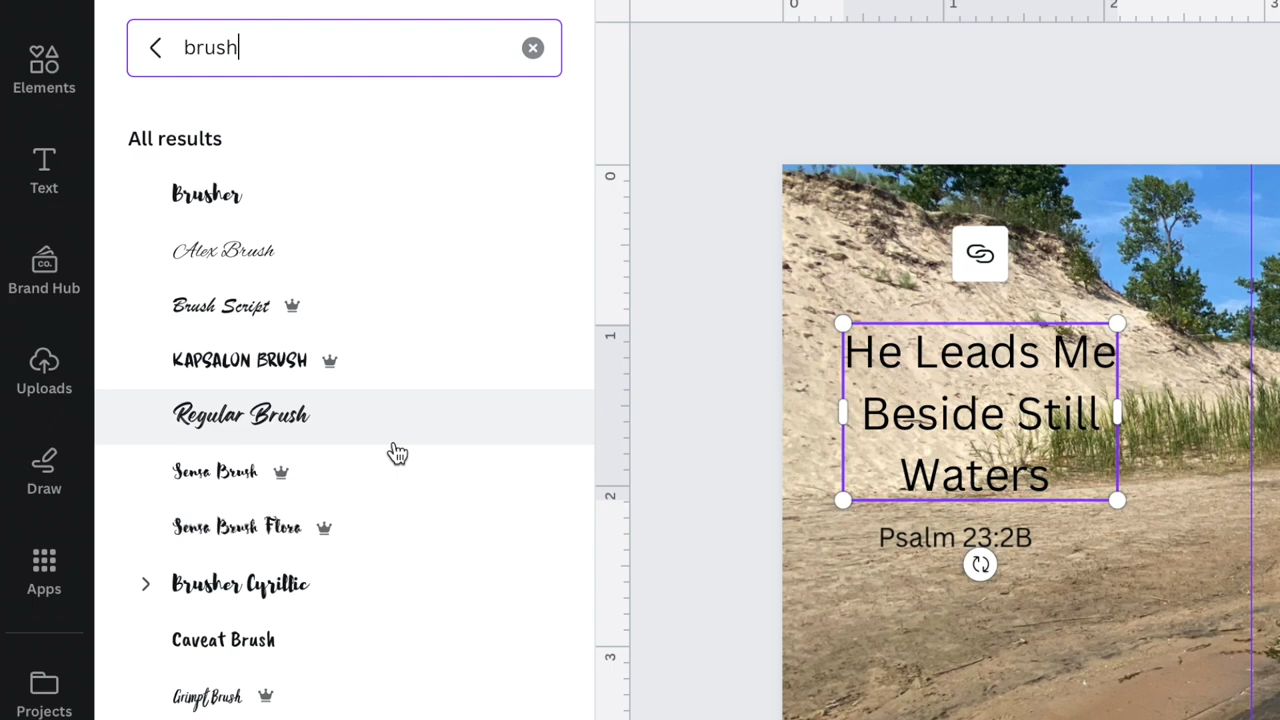 Elements
Text
CO.
Brand Hub
Uploads
Draw
Apps
Projects
brush
All results
Brusher
Alex Brush
Brush Script
KAPSALON BRUSH
Regular Brush
Sensa Brush
Sensa Brush Flora
Brusher Cyrillic
Caveat Brush
Grimpt Brush
0
1
2
3
0
1
2
3
He Leads Me
Beside Still
Waters
Psalm 23:2B